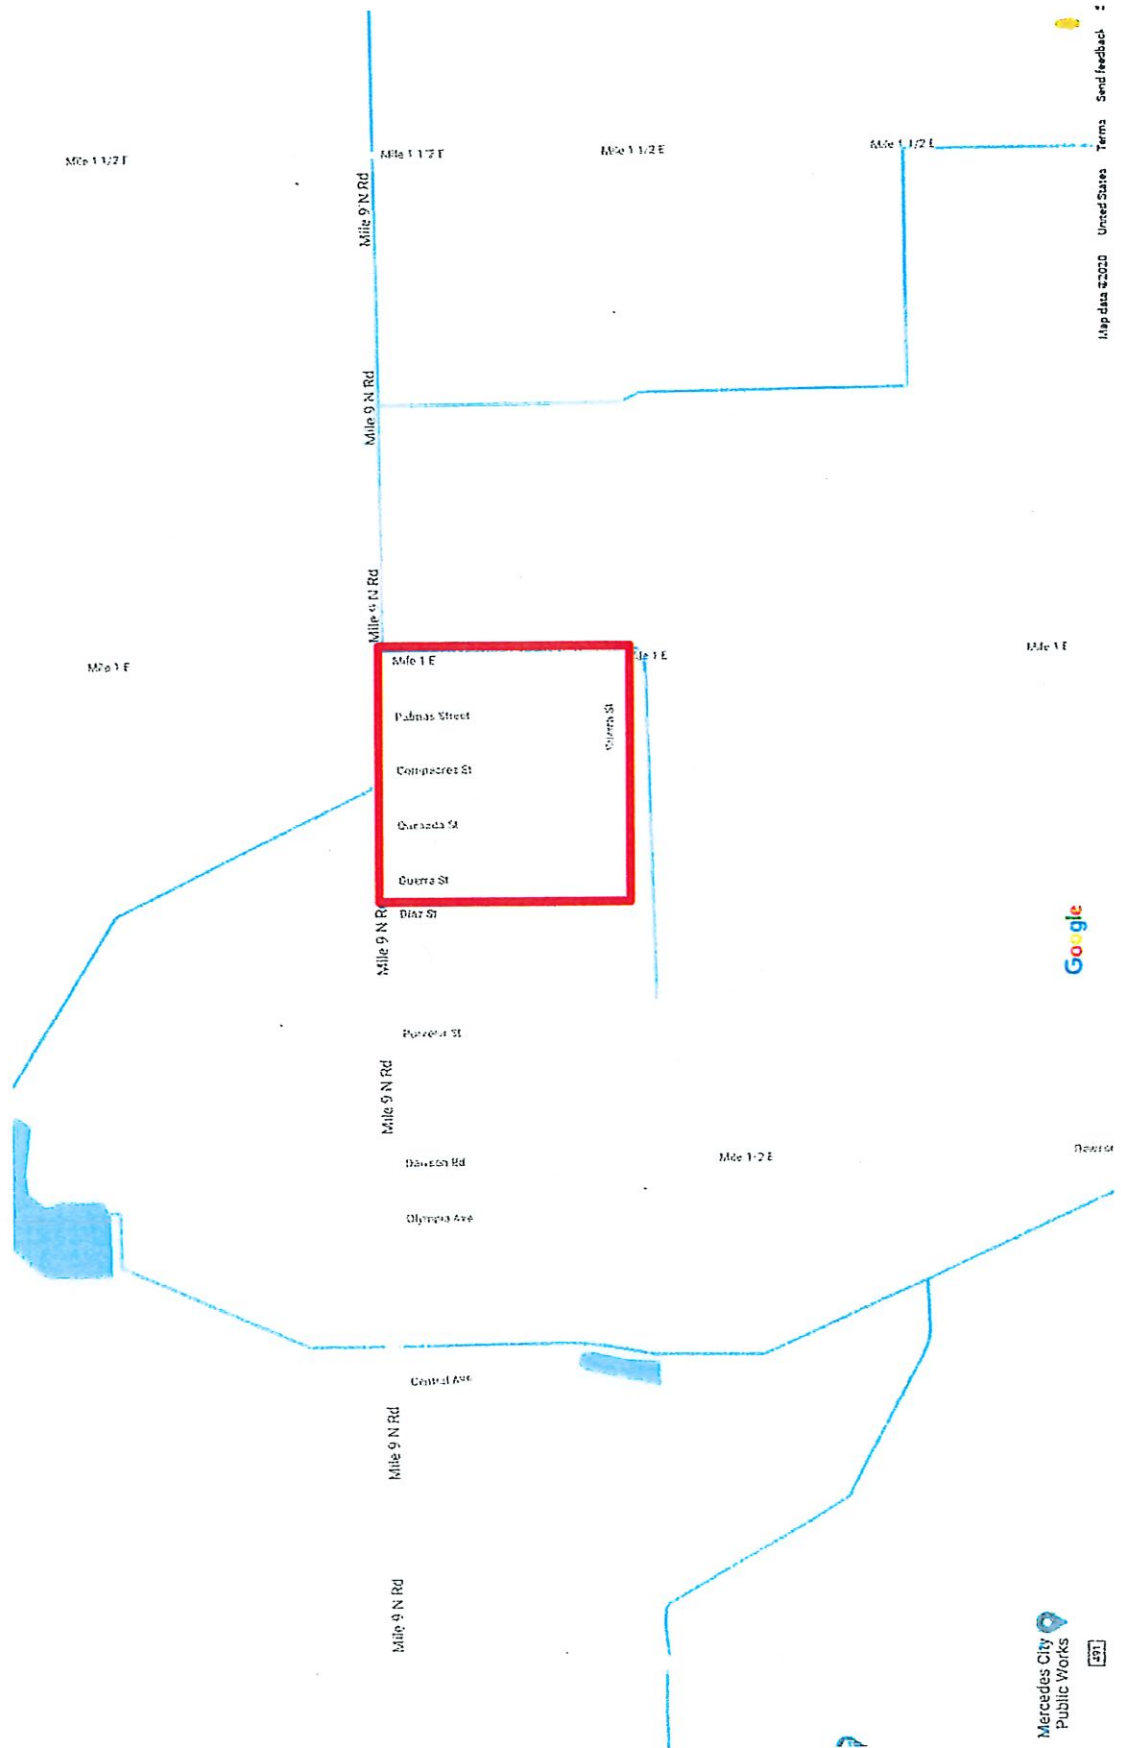 Mile 1 1/2 E
Mile 1 1/2 E
Mile 1 1/2 E
Mile 1 1/2 E
Mile 9 N Rd
Mile 9 N Rd
Mile 9 N Rd
Mile 1 E
Mile 1 E
Mile 1 E
Palmas Street
Compadres St
Guerra St
Guerra St
Diaz St
Mile 9 N Rd
Mile 9 N Rd
Dawson Rd
Mile 1-2 E
Olympia Ave
Central Ave
Mile 9 N Rd
Mile 9 N Rd
Mercedes City
Public Works
491
Google
Map data ©2020 United States Terms Send feedback